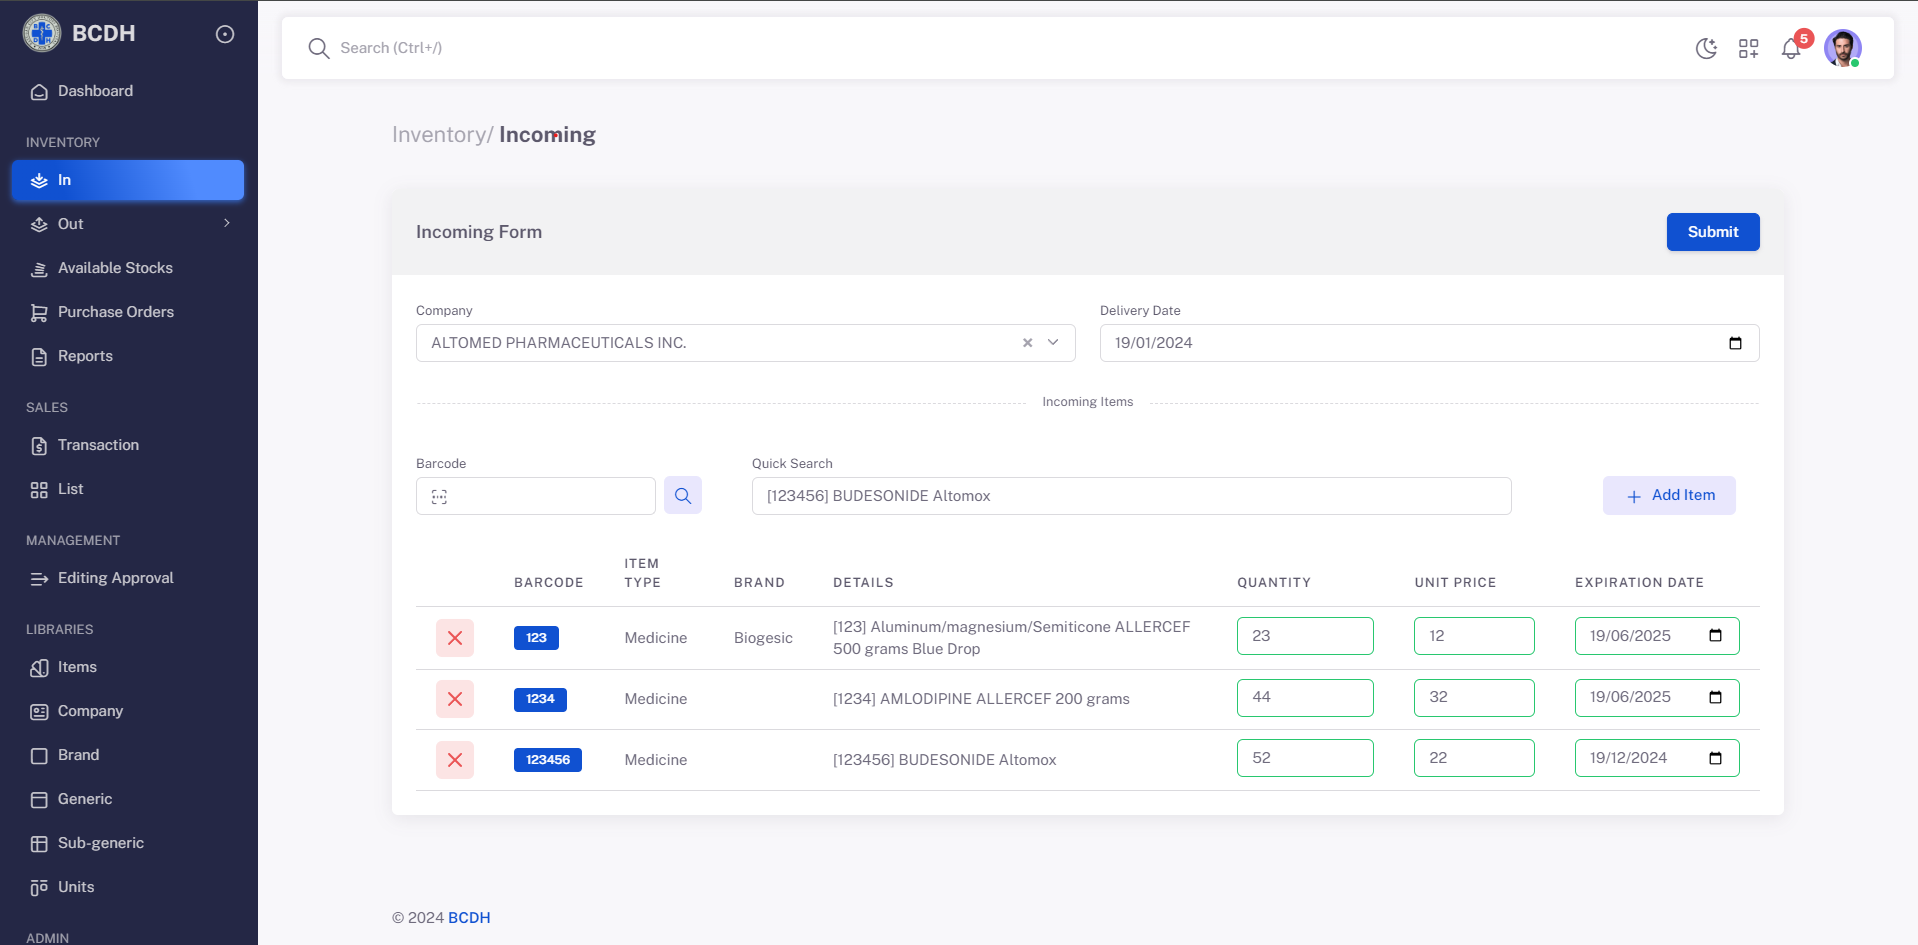 BCDH
Search (Ctrl+/)
5
Dashboard
INVENTORY
In
Out
Available Stocks
Purchase Orders
Reports
SALES
Transaction
List
MANAGEMENT
Editing Approval
LIBRARIES
Items
Company
Brand
Generic
Sub-generic
Units
ADMIN
Inventory/ Incoming
Incoming Form
Submit
Company
Delivery Date
ALTOMED PHARMACEUTICALS INC.
19/01/2024
Incoming Items
Barcode
Quick Search
[123456] BUDESONIDE Altomox
Add Item
BARCODE ITEM TYPE BRAND DETAILS QUANTITY UNIT PRICE EXPIRATION DATE
123 Medicine Biogesic [123] Aluminum/magnesium/Semiticone ALLERCEF 23 12 19/06/2025
500 grams Blue Drop
1234 Medicine [1234] AMLODIPINE ALLERCEF 200 grams 44 32 19/06/2025
123456 Medicine [123456] BUDESONIDE Altomox 52 22 19/12/2024
© 2024 BCDH